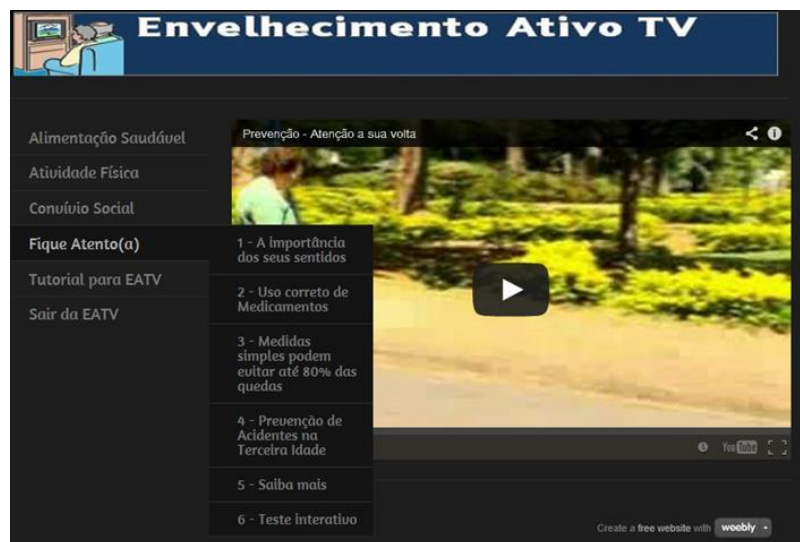 Envelhecimento Ativo TV
Alimentação Saudável
Atividade Física
Convívio Social
Fique Atento(a)
Tutorial para EATV
Sair da EATV
1 - A importância
dos seus sentidos
2 - Uso correto de
Medicamentos
3 - Medidas
simples podem
evitar até 80% das
quedas
4 - Prevenção de
Acidentes na
Terceira Idade
5 - Saiba mais
6 - Teste interativo
Prevenção - Atenção a sua volta
YouTube
Create a free website with weebly